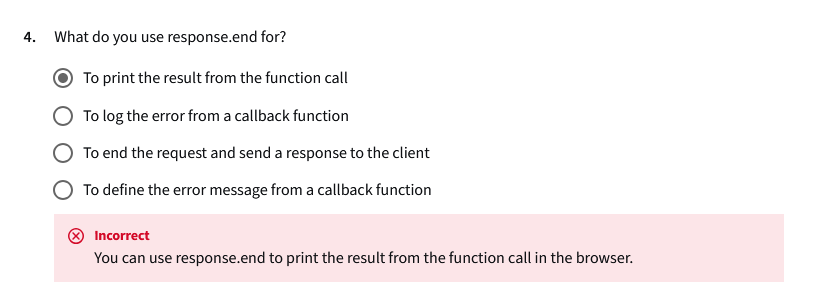 4. What do you use response.end for?
To print the result from the function call
To log the error from a callback function
To end the request and send a response to the client
To define the error message from a callback function
Incorrect
You can use response.end to print the result from the function call in the browser.